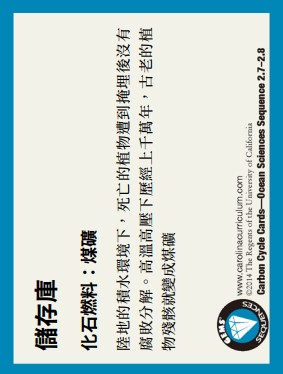 儲存庫
化石燃料：煤礦
陸地的積水環境下，死亡的植物遭到掩埋後沒有
腐敗分解。高溫高壓下歷經上千萬年，古老的植
物殘骸就變成煤礦
GEMS
SEQUENCES
www.carolinacurriculum.com
©2014 The Regents of the University of California
Carbon Cycle Cards—Ocean Sciences Sequence 2.7–2.8